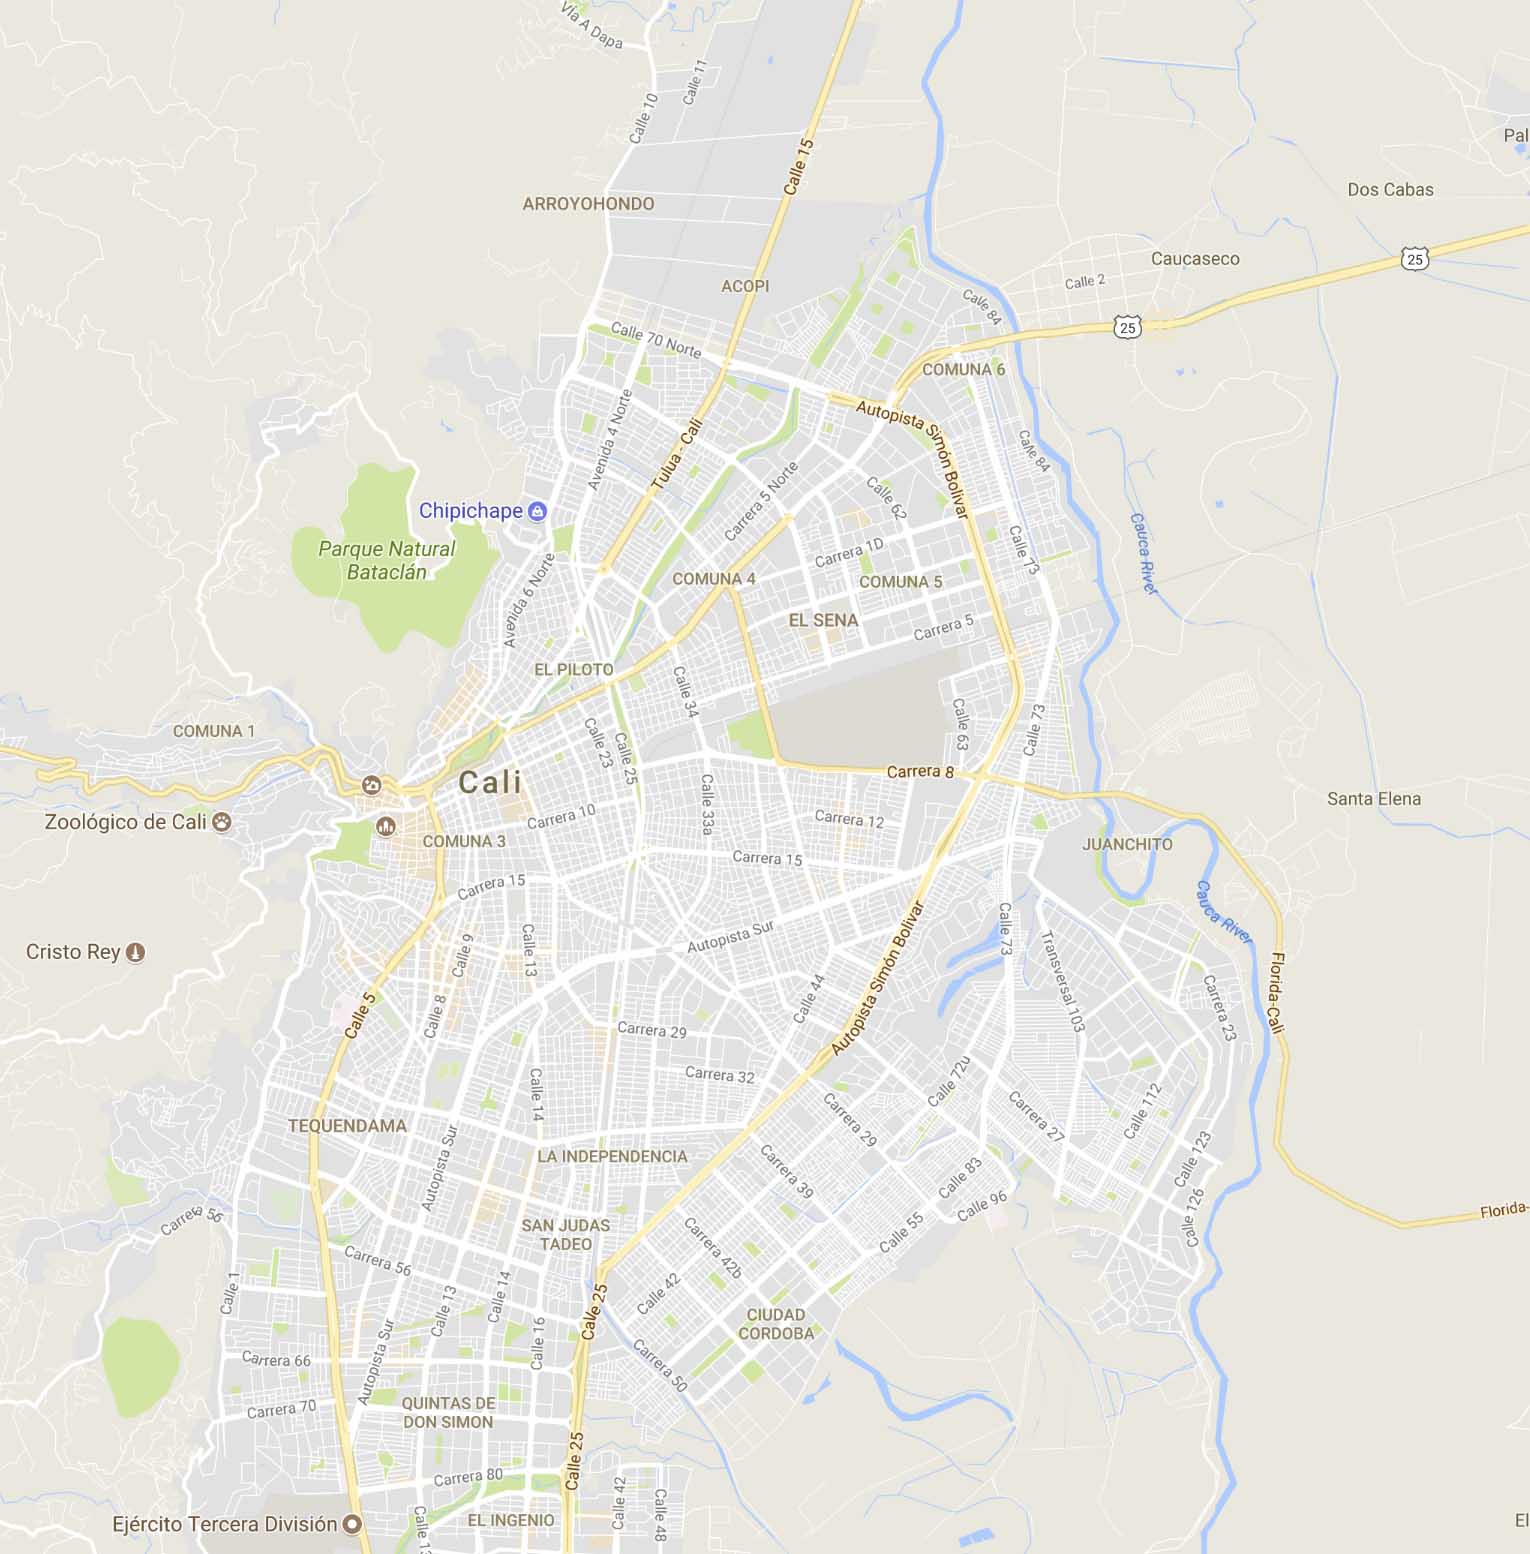 Vía A Dapa
Calle 11
Calle 10
Calle 15
Pal
Dos Cabas
ARROYOHONDO
Caucaseco
25
Calle 2
ACOPI
Calle 84
25
Calle 70 Norte
COMUNA 6
Autopista Simón Bolivar
Avenida 4 Norte
Tulua - Cali
Calle 84
Carrera 5 Norte
Calle 62
Chipichape
Cauca River
Parque Natural
Bataclán
Carrera 1D
Calle 73
COMUNA 4
COMUNA 5
Avenida 6 Norte
EL SENA
Carrera 5
EL PILOTO
Calle 34
Calle 63
Calle 73
COMUNA 1
Calle 23
Calle 25
Carrera 8
Cali
Calle 33a
Santa Elena
Zoológico de Cali
Carrera 10
Carrera 12
COMUNA 3
JUANCHITO
Carrera 15
Carrera 15
Cauca River
Autopista Sur
Autopista Simón Bolivar
Calle 73
Cristo Rey
Calle 9
Calle 13
Transversal 103
Florida-Cali
Calle 5
Calle 8
Calle 44
Carrera 23
Carrera 29
Carrera 32
Calle 14
Calle 72u
Carrera 29
Carrera 27
Calle 112
TEQUENDAMA
LA INDEPENDENCIA
Autopista Sur
Carrera 39
Calle 83
Calle 123
Calle 96
Calle 126
Florida-
Carrera 56
SAN JUDAS
TADEO
Calle 55
Carrera 56
Carrera 42b
Calle 1
Calle 13
Calle 14
Calle 42
Calle 25
CIUDAD
CORDOBA
Calle 16
Autopista Sur
Carrera 66
Carrera 50
Carrera 70
QUINTAS DE
DON SIMON
Calle 25
Carrera 80
Calle 42
Calle 48
Calle 13
EL INGENIO
Ejército Tercera División
El